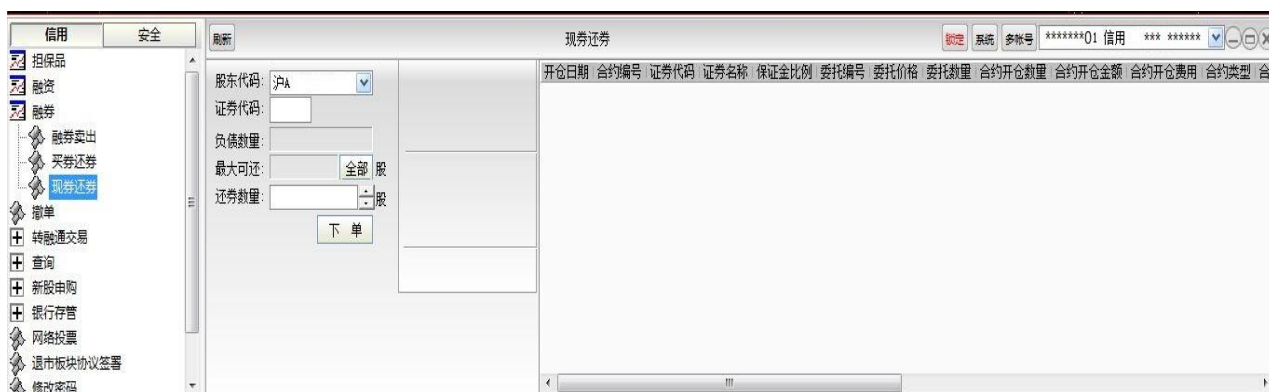 信用 安全
刷新 现券还券 锁定 系统 多帐号 *******01 信用 *** ******
担保品
融资
融券
融券卖出
买券还券
现券还券
撤单
转融通交易
查询
新股申购
银行存管
网络投票
退市板块协议签署
修改密码
股东代码: 沪A
证券代码:
负债数量:
最大可还: 全部 股
还券数量: 股
下 单
开仓日期 合约编号 证券代码 证券名称 保证金比例 委托编号 委托价格 委托数量 合约开仓数量 合约开仓金额 合约开仓费用 合约类型 合